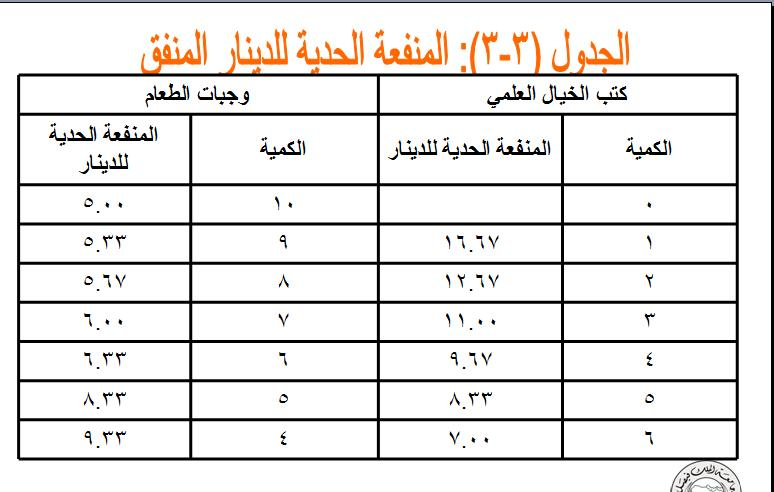 الجدول (٣-٣): المنفعة الحدية للدينار المنفق
كتب الخيال العلمي وجبات الطعام
الكمية المنفعة الحدية للدينار الكمية المنفعة الحدية للدينار
٠ ١٠ ٥.٠٠
١ ١٦.٦٧ ٩ ٥.٣٣
٢ ١٢.٦٧ ٨ ٥.٦٧
٣ ١١.٠٠ ٧ ٦.٠٠
٤ ٩.٦٧ ٦ ٦.٣٣
٥ ٨.٣٣ ٥ ٨.٣٣
٦ ٧.٠٠ ٤ ٩.٣٣